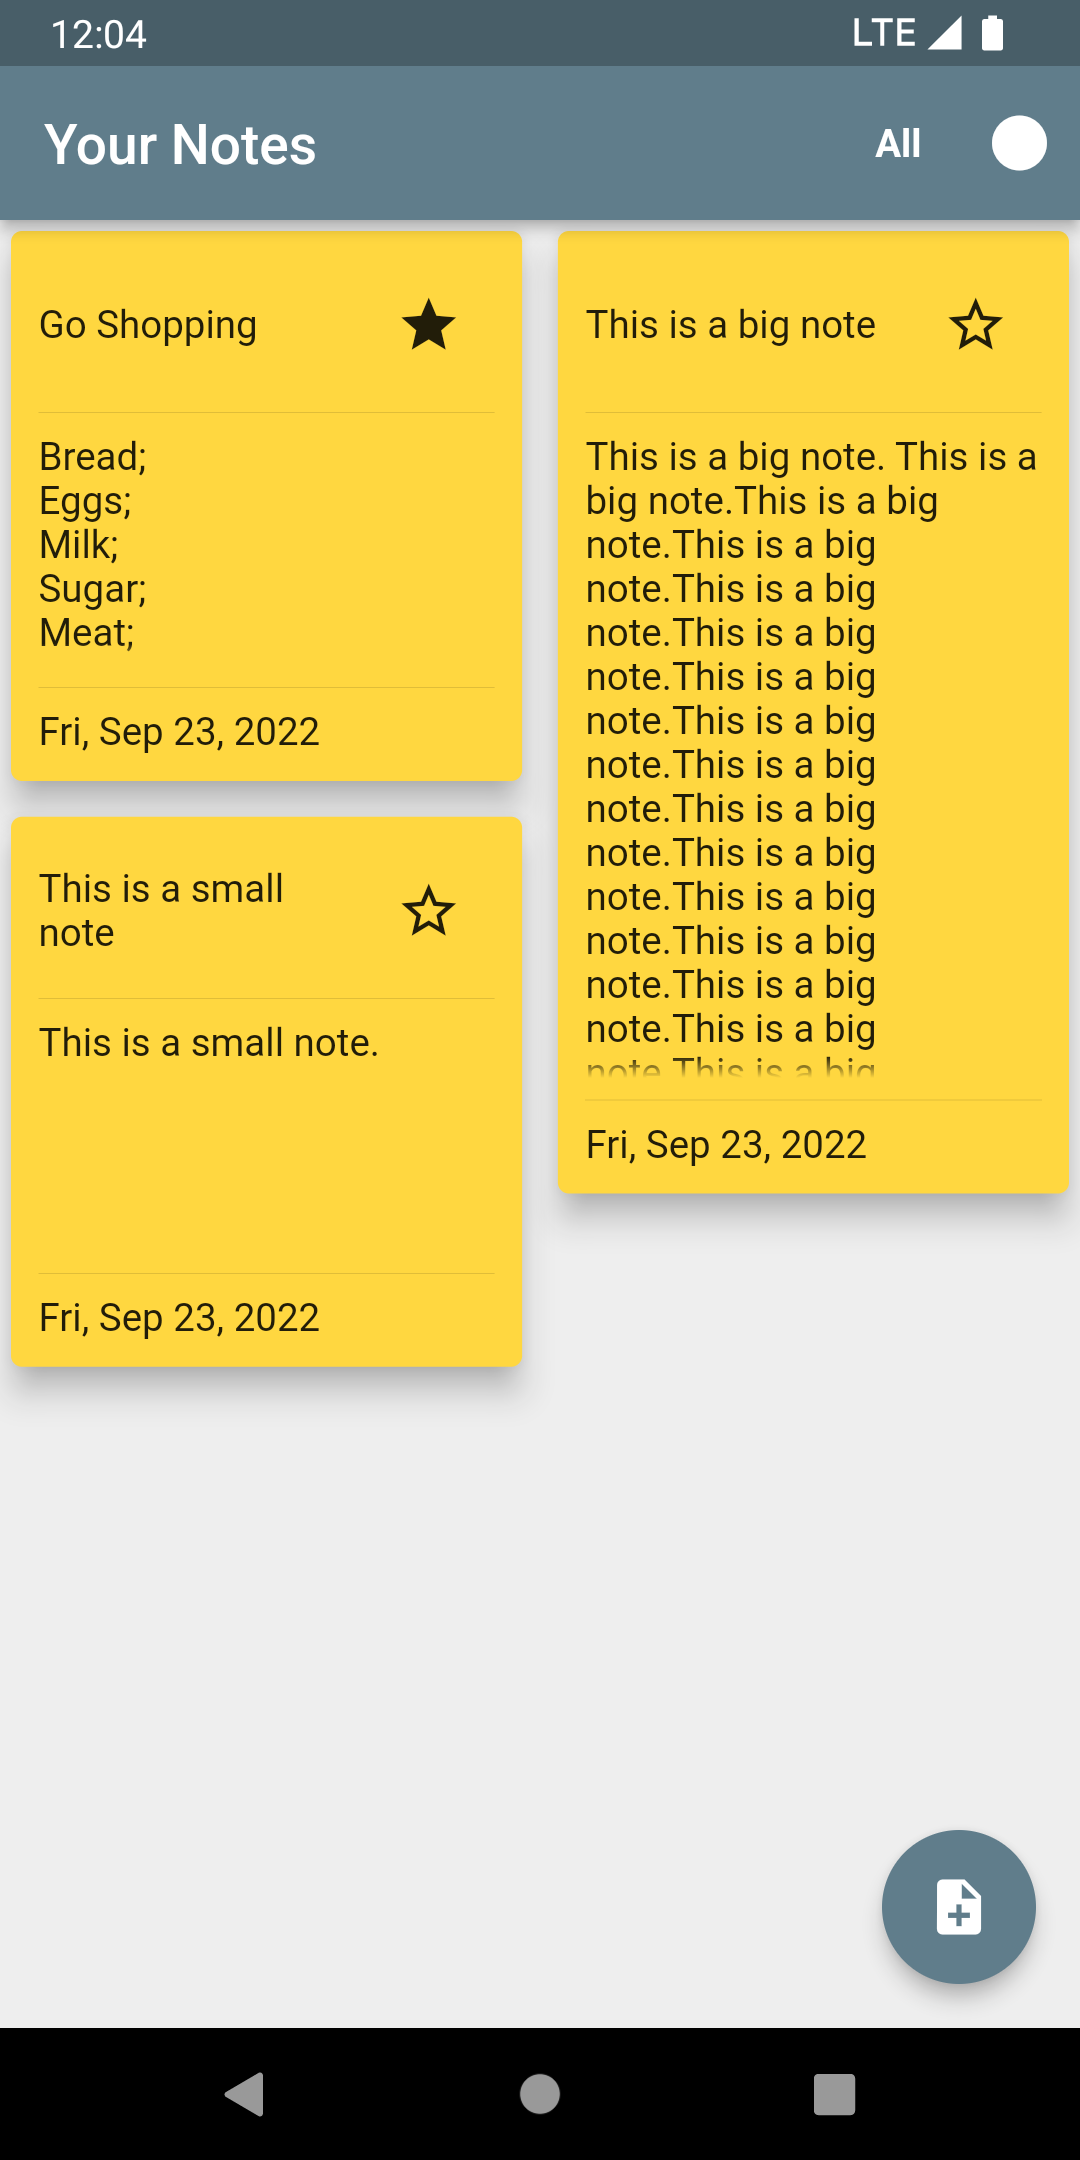 12:04
LTE
Your Notes
All
Go Shopping
Bread;
Eggs;
Milk;
Sugar;
Meat;
Fri, Sep 23, 2022
This is a big note
This is a big note. This is a
big note.This is a big
note.This is a big
note.This is a big
note.This is a big
note.This is a big
note.This is a big
note.This is a big
note.This is a big
note.This is a big
note.This is a big
note.This is a big
note.This is a big
note.This is a big
note.This is a big
Fri, Sep 23, 2022
This is a small
note
This is a small note.
Fri, Sep 23, 2022